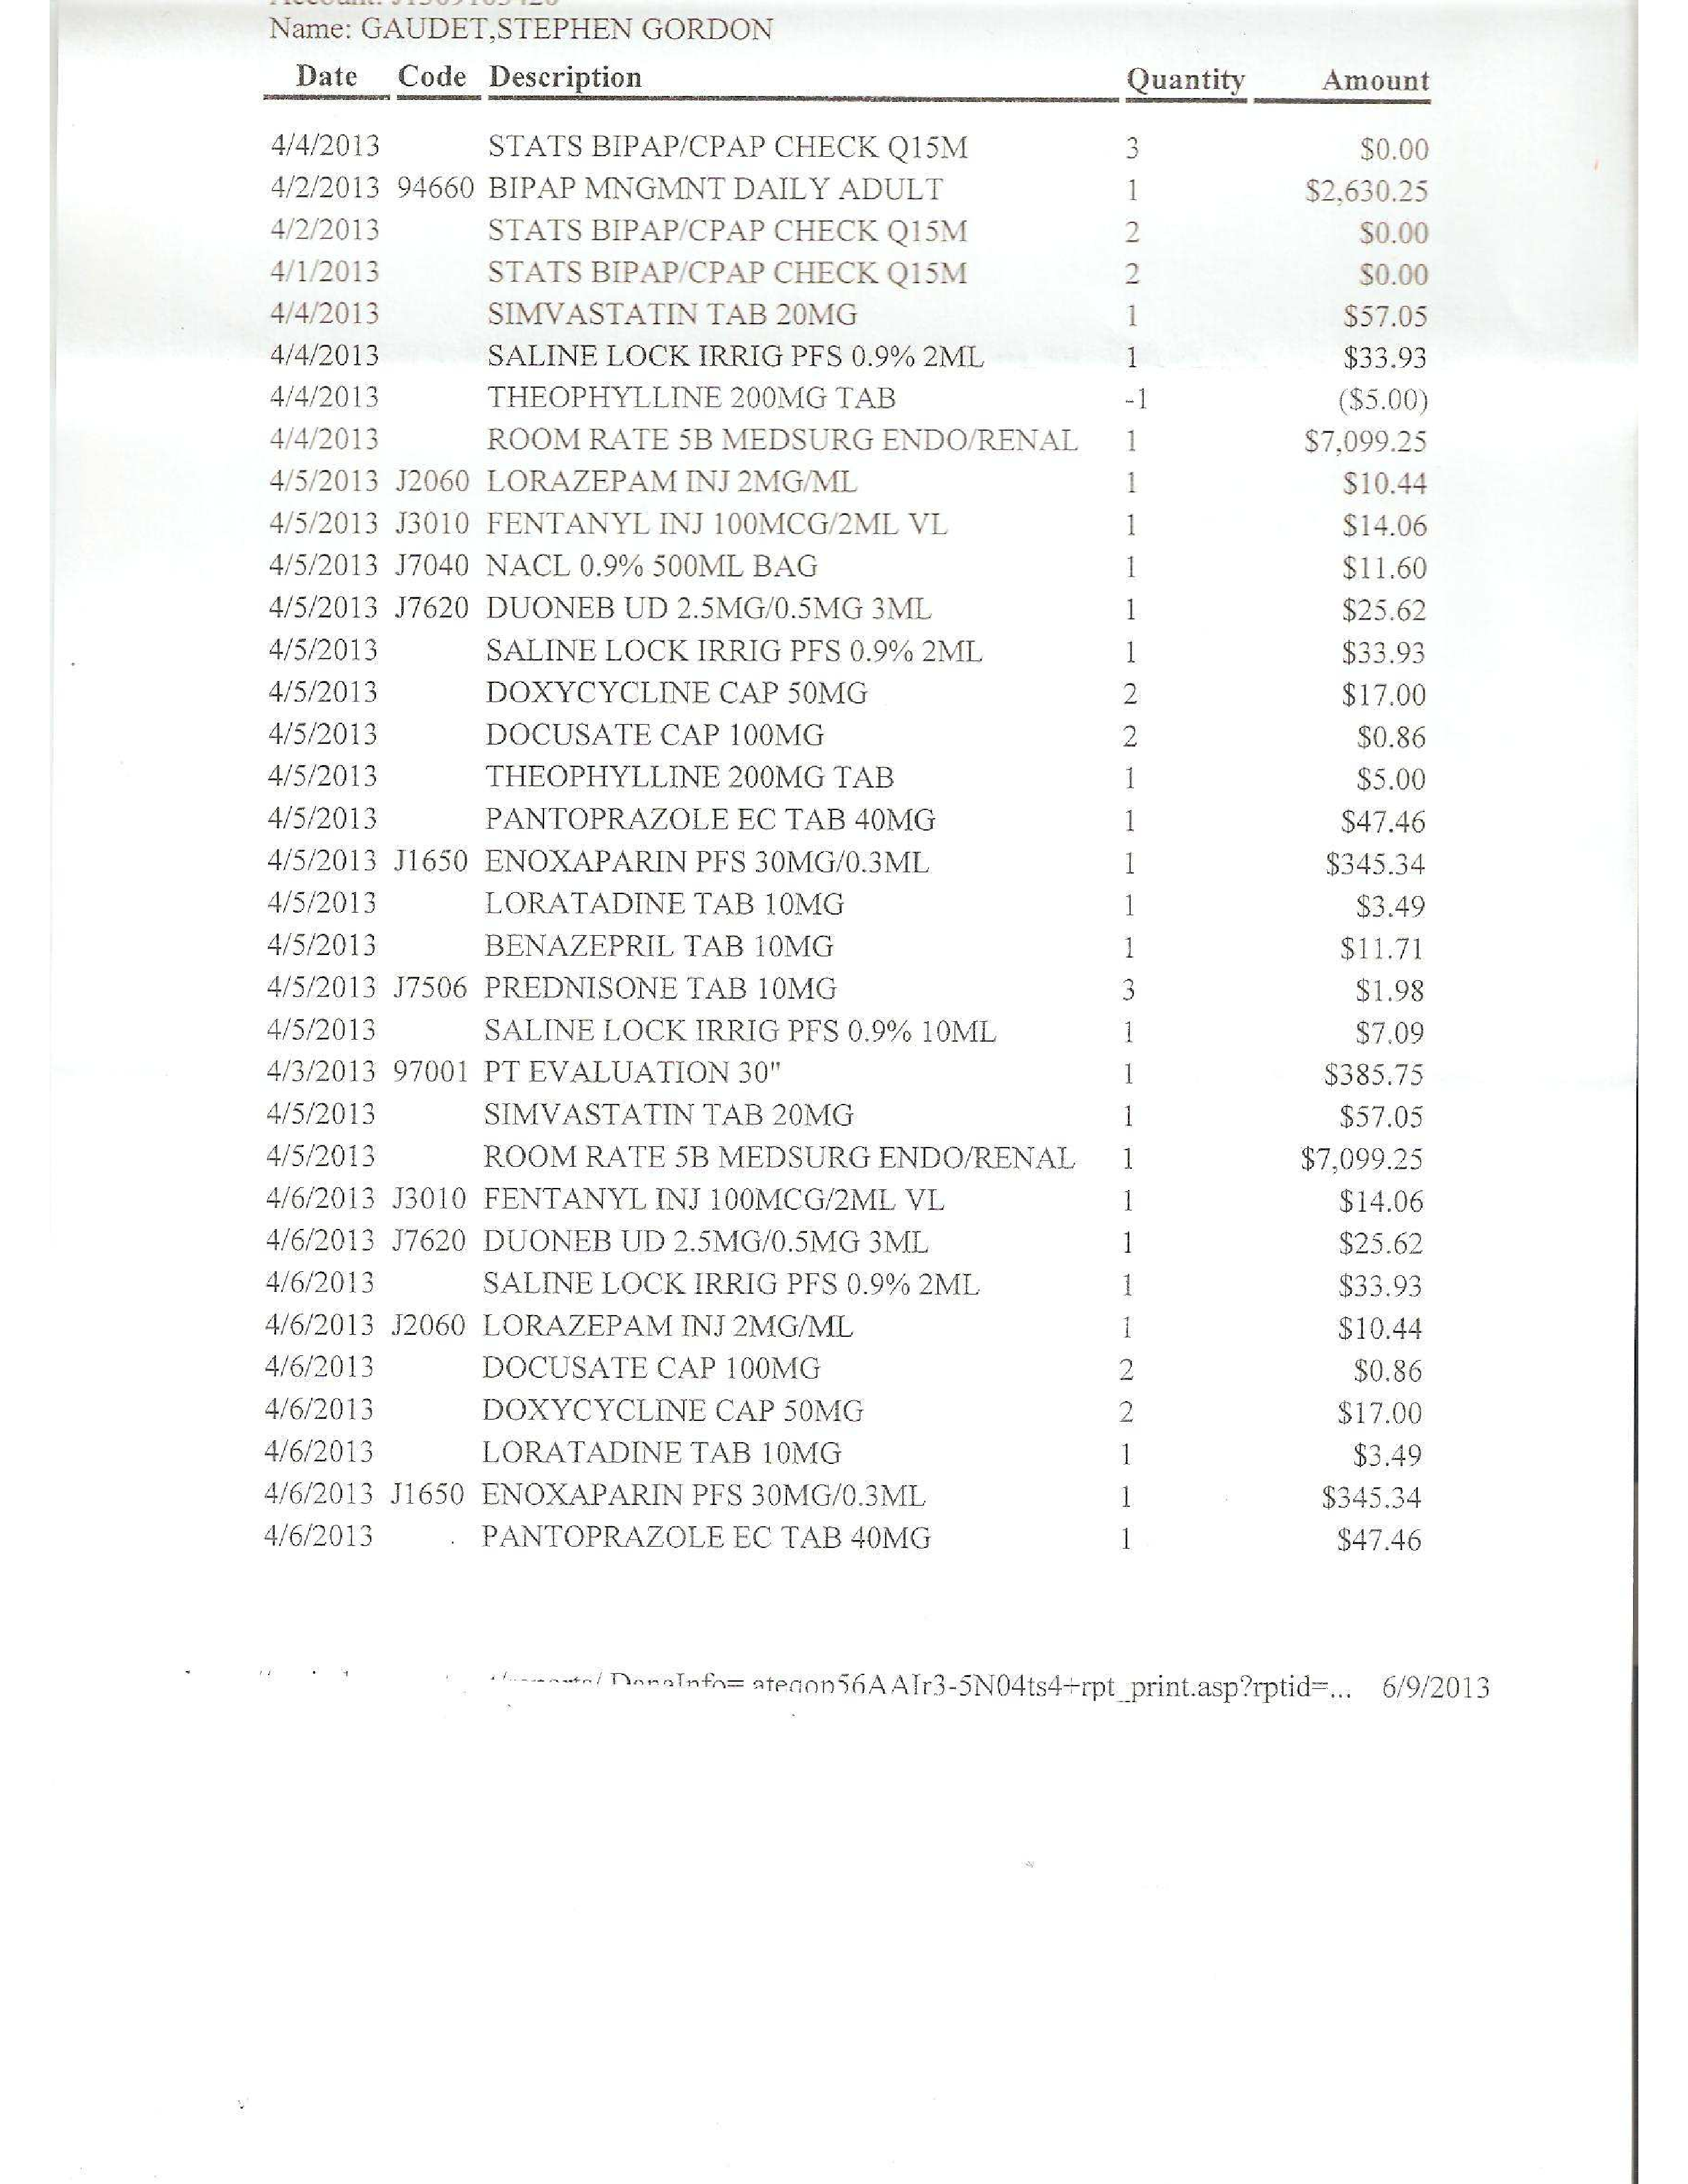 Name: GAUDET,STEPHEN GORDON
Date Code Description Quantity Amount
4/4/2013 STATS BIPAP/CPAP CHECK Q15M 3 $0.00
4/2/2013 94660 BIPAP MNGMNT DAILY ADULT 1 $2,630.25
4/2/2013 STATS BIPAP/CPAP CHECK Q15M 2 $0.00
4/1/2013 STATS BIPAP/CPAP CHECK Q15M 2 $0.00
4/4/2013 SIMVASTATIN TAB 20MG 1 $57.05
4/4/2013 SALINE LOCK IRRIG PFS 0.9% 2ML 1 $33.93
4/4/2013 THEOPHYLLINE 200MG TAB -1 ($5.00)
4/4/2013 ROOM RATE 5B MEDSURG ENDO/RENAL 1 $7,099.25
4/5/2013 J2060 LORAZEPAM INJ 2MG/ML 1 $10.44
4/5/2013 J3010 FENTANYL INJ 100MCG/2ML VL 1 $14.06
4/5/2013 J7040 NACL 0.9% 500ML BAG 1 $11.60
4/5/2013 J7620 DUONEB UD 2.5MG/0.5MG 3ML 1 $25.62
4/5/2013 SALINE LOCK IRRIG PFS 0.9% 2ML 1 $33.93
4/5/2013 DOXYCYCLINE CAP 50MG 2 $17.00
4/5/2013 DOCUSATE CAP 100MG 2 $0.86
4/5/2013 THEOPHYLLINE 200MG TAB 1 $5.00
4/5/2013 PANTOPRAZOLE EC TAB 40MG 1 $47.46
4/5/2013 J1650 ENOXAPARIN PFS 30MG/0.3ML 1 $345.34
4/5/2013 LORATADINE TAB 10MG 1 $3.49
4/5/2013 BENAZEPRIL TAB 10MG 1 $11.71
4/5/2013 J7506 PREDNISONE TAB 10MG 3 $1.98
4/5/2013 SALINE LOCK IRRIG PFS 0.9% 10ML 1 $7.09
4/3/2013 97001 PT EVALUATION 30" 1 $385.75
4/5/2013 SIMVASTATIN TAB 20MG 1 $57.05
4/5/2013 ROOM RATE 5B MEDSURG ENDO/RENAL 1 $7,099.25
4/6/2013 J3010 FENTANYL INJ 100MCG/2ML VL 1 $14.06
4/6/2013 J7620 DUONEB UD 2.5MG/0.5MG 3ML 1 $25.62
4/6/2013 SALINE LOCK IRRIG PFS 0.9% 2ML 1 $33.93
4/6/2013 J2060 LORAZEPAM INJ 2MG/ML 1 $10.44
4/6/2013 DOCUSATE CAP 100MG 2 $0.86
4/6/2013 DOXYCYCLINE CAP 50MG 2 $17.00
4/6/2013 LORATADINE TAB 10MG 1 $3.49
4/6/2013 J1650 ENOXAPARIN PFS 30MG/0.3ML 1 $345.34
4/6/2013 PANTOPRAZOLE EC TAB 40MG 1 $47.46
rpt_print.asp?rptid=... 6/9/2013